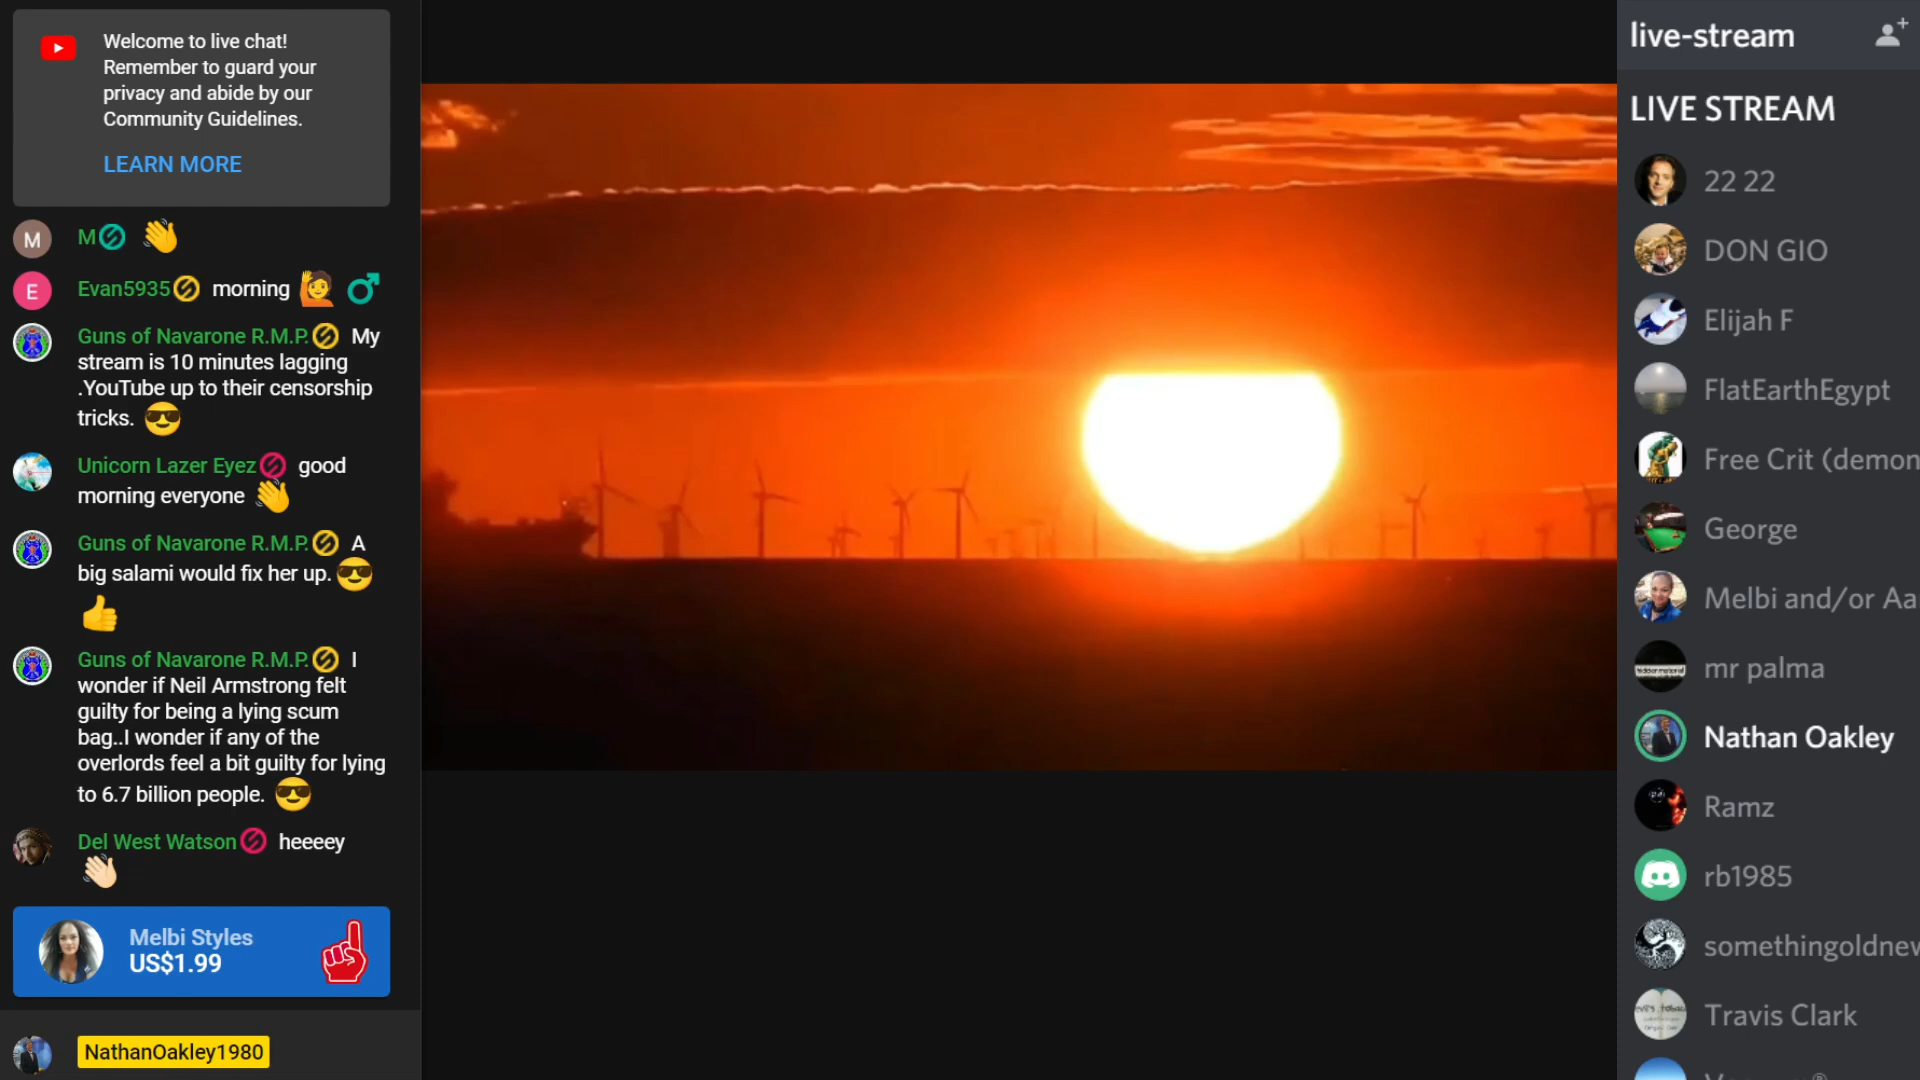 Welcome to live chat!
Remember to guard your
privacy and abide by our
Community Guidelines.
LEARN MORE
M
M
E
Evan5935 morning
Guns of Navarone R.M.P. My
stream is 10 minutes lagging
.YouTube up to their censorship
tricks.
Unicorn Lazer Eyez good
morning everyone
Guns of Navarone R.M.P. A
big salami would fix her up.
Guns of Navarone R.M.P. I
wonder if Neil Armstrong felt
guilty for being a lying scum
bag..I wonder if any of the
overlords feel a bit guilty for lying
to 6.7 billion people.
Del West Watson heeeey
Melbi Styles
US$1.99
NathanOakley1980
live-stream
LIVE STREAM
22 22
DON GIO
Elijah F
FlatEarthEgypt
Free Crit (demon
George
Melbi and/or Aa
mr palma
Nathan Oakley
Ramz
rb1985
somethingoldnew
Travis Clark